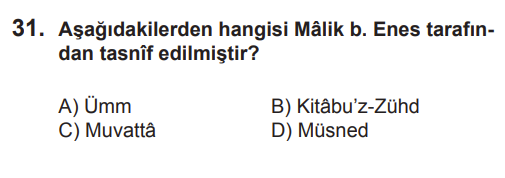 31. Aşağıdakilerden hangisi Mâlik b. Enes tarafın-
dan tasnîf edilmiştir?
A) Ümm B) Kitâbu’z-Zühd
C) Muvattâ D) Müsned